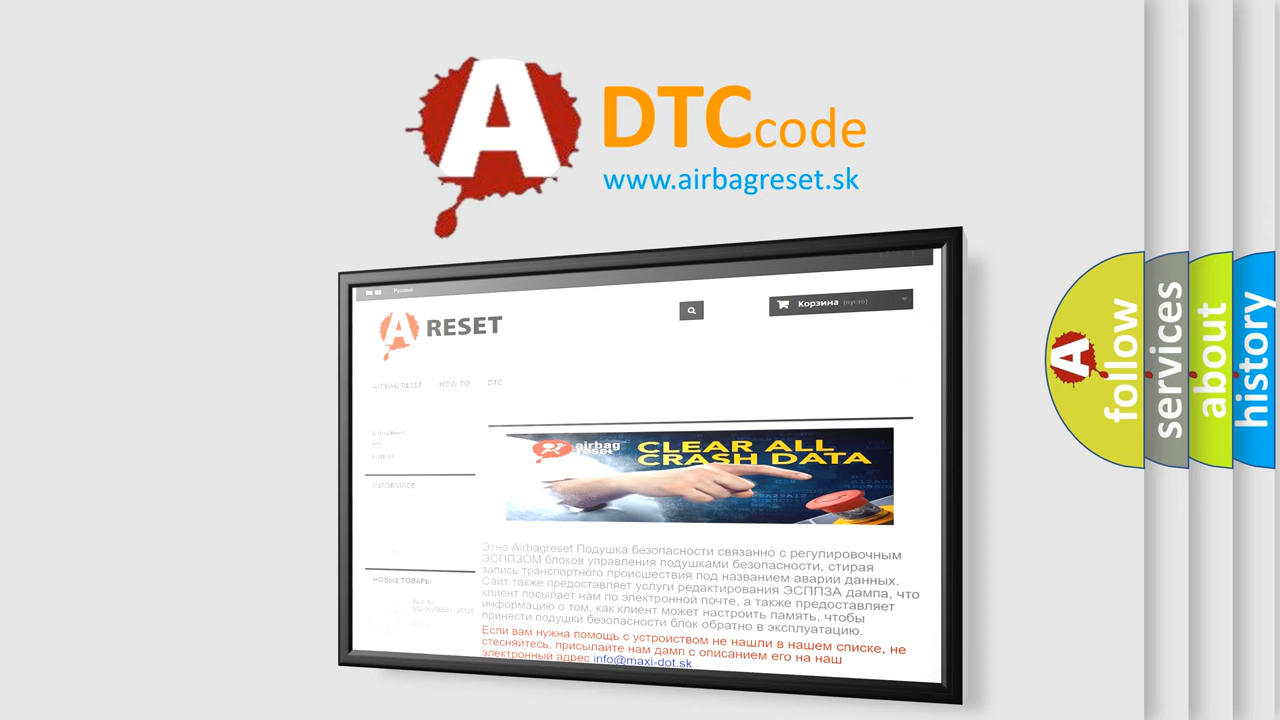 A DTCcode
www.airbagreset.sk
Русский
A RESET
Корзина (пусто)
AIRBAG RESET HOW TO DTC
INFORMACE
airbag
reset
CLEAR ALL
CRASH DATA
Этно Airbagreset Подушка безопасности связанно с регулировочным
ЭСППЗОМ блоков управления подушками безопасности, стирая
запись транспортного происшествия под названием аварии данных.
Сайт также предоставляет услуги редактирования ЭСППЗА дампа, что
клиент посылает нам по электронной почте, а также предоставляет
информацию о том, как клиент может настроить память, чтобы
принести подушки безопасности блок обратно в эксплуатацию.
НОВЫЕ ТОВАРЫ
Если вам нужна помощь с устройством не нашли в нашем списке, не
стесняйтесь, присылайте нам дамп с описанием его на наш
электронный адрес info@maxi-dot.sk
A
follow
services
about
history